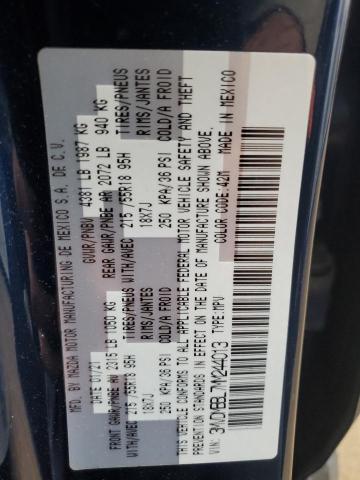 MFD BY MAZDA MOTOR MANUFACTURING DE MEXICO S.A. DE C.V.
DATE 01/21 GVWR/PNBV 4381 LB 1987 KG
FRONT GAWR/PNBE AV 2315 LB 1050 KG REAR GAWR/PNBE AR 2072 LB 940 KG
WITH/AVEC 215/55R18 95H TIRES/PNEUS WITH/AVEC 215/55R18 95H TIRES/PNEUS
18X7J RIMS/JANTES 18X7J RIMS/JANTES
250 KPA/36 PSI COLD/A FROID 250 KPA/36 PSI COLD/A FROID
THIS VEHICLE CONFORMS TO ALL APPLICABLE FEDERAL MOTOR VEHICLE SAFETY AND THEFT
PREVENTION STANDARDS IN EFFECT ON THE DATE OF MANUFACTURE SHOWN ABOVE.
TYPE:MPV COLOR CODE:42M MADE IN MEXICO